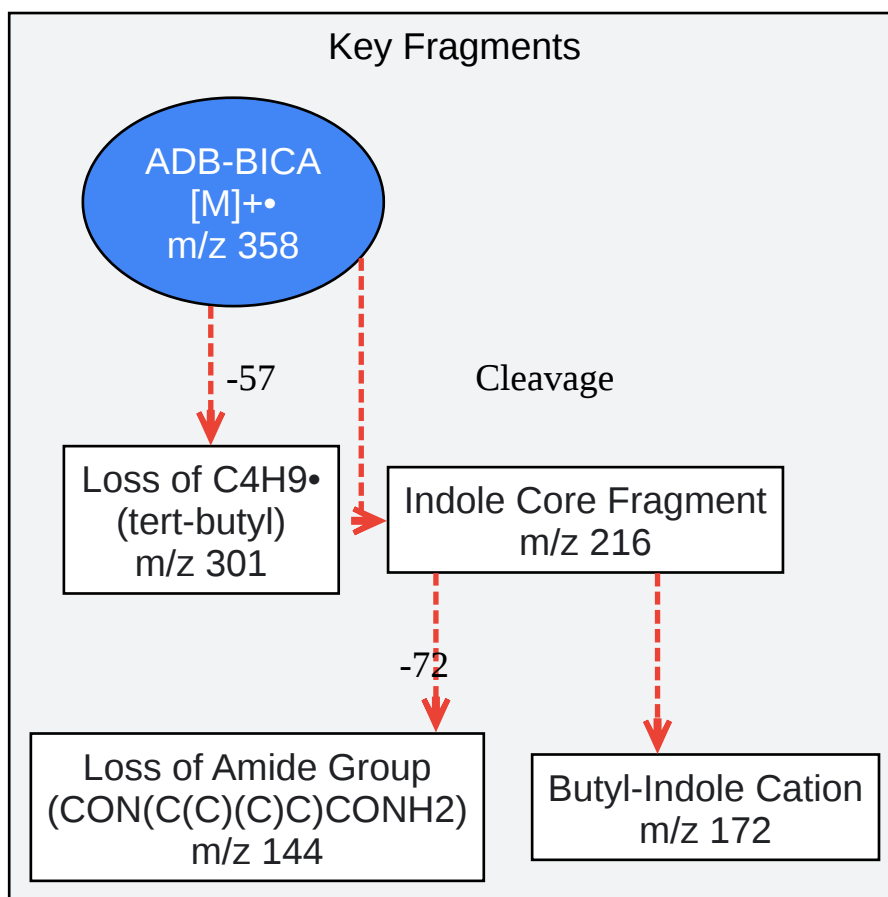 Key Fragments
ADB-BICA
[M]+•
m/z 358
-57
Cleavage
Loss of C4H9•
(tert-butyl)
m/z 301
Indole Core Fragment
m/z 216
-72
Loss of Amide Group
(CON(C(C)(C)C)CONH2)
m/z 144
Butyl-Indole Cation
m/z 172